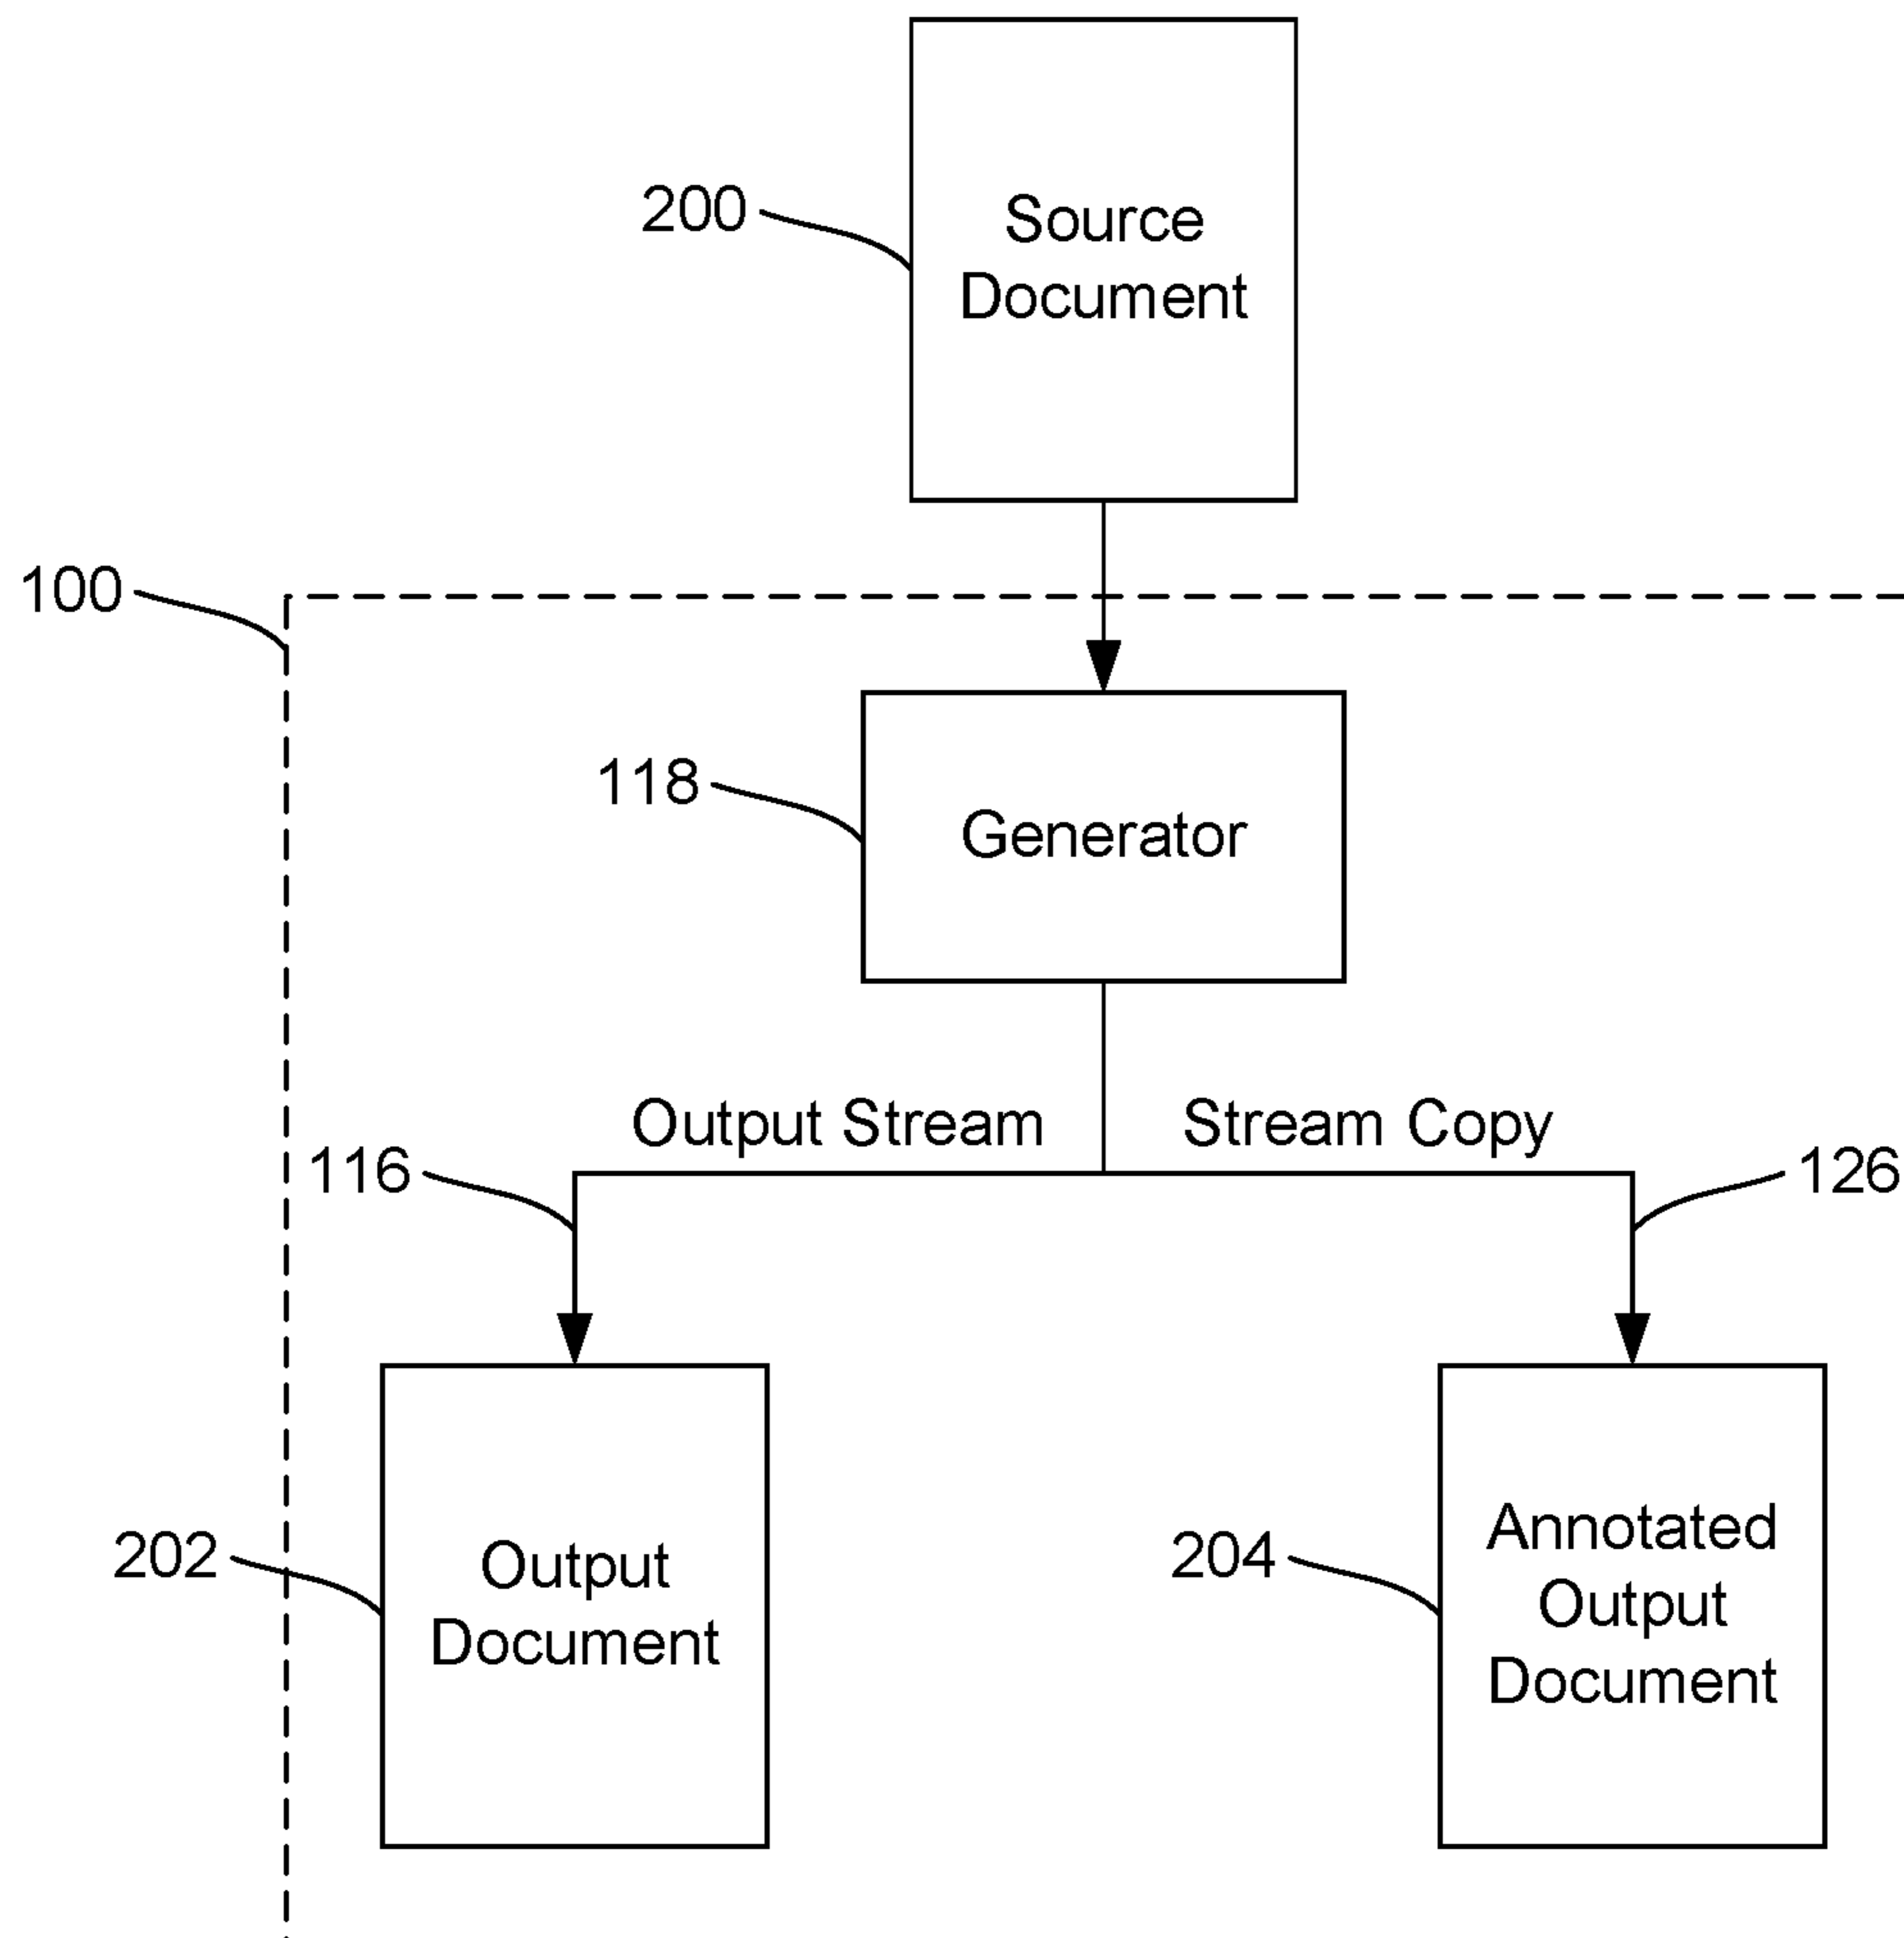 200
Source
Document
100
118
Generator
Output Stream
Stream Copy
116
126
202
Output
Document
204
Annotated
Output
Document